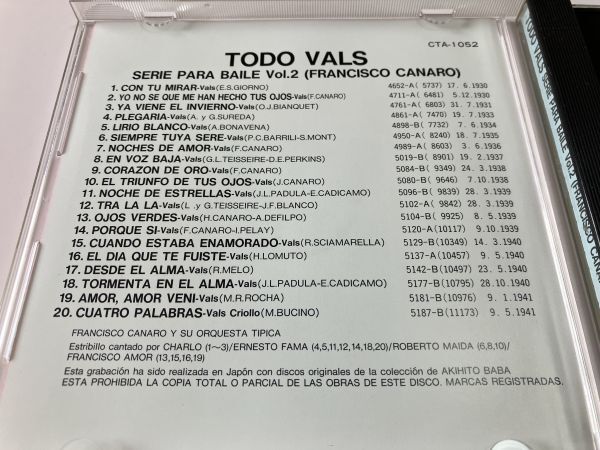 CTA-1052
TODO VALS
SERIE PARA BAILE Vol.2 (FRANCISCO CANARO)
1. CON TU MIRAR-Vals(E.S.GIORNO) 4652-A( 5737) 17. 6.1930
2. YO NO SE QUE ME HAN HECHO TUS OJOS-Vals(F.CANARO) 4711-A( 6481) 5.12.1930
3. YA VIENE EL INVIERNO-Vals(O.J.BIANQUET) 4761-A( 6803) 31. 7.1931
4. PLEGARIA-Vals(A. y G.SUREDA) 4861-A( 7470) 19. 7.1933
5. LIRIO BLANCO-Vals(A.BONAVENA) 4898-B( 7732) 7. 6.1934
6. SIEMPRE TUYA SERE-Vals(P.C.BARRILI-S.MONT) 4950-A( 8240) 18. 7.1935
7. NOCHES DE AMOR-Vals(F.CANARO) 4989-A( 8603) 3. 6.1936
8. EN VOZ BAJA-Vals(G.L.TEISSEIRE-D.E.PERKINS) 5019-B( 8901) 19. 2.1937
9. CORAZON DE ORO-Vals(F.CANARO) 5084-B( 9349) 24. 3.1938
10. EL TRIUNFO DE TUS OJOS-Vals(J.CANARO) 5080-B( 9646) 7.10.1938
11. NOCHE DE ESTRELLAS-Vals(J.L.PADULA-E.CADICAMO) 5096-B( 9839) 28. 3.1939
12. TRA LA LA-Vals(L .y G.TEISSEIRE-J.F.BLANCO) 5102-A( 9842) 28. 3.1939
13. OJOS VERDES-Vals(H.CANARO-A.DEFILPO) 5104-B( 9925) 8. 5.1939
14. PORQUE SI-Vals(F.CANARO-I.PELAY) 5120-A(10117) 9.10.1939
15. CUANDO ESTABA ENAMORADO-Vals(R.SCIAMARELLA) 5129-B(10349) 14. 3.1940
16. EL DIA QUE TE FUISTE-Vals(H.LOMUTO) 5137-A(10457) 9. 5.1940
17. DESDE EL ALMA-Vals(R.MELO) 5142-B(10497) 23. 5.1940
18. TORMENTA EN EL ALMA-Vals(J.L.PADULA-E.CADICAMO) 5177-B(10795) 28.10.1940
19. AMOR, AMOR VENI-Vals(M.R.ROCHA) 5181-B(10976) 9. 1.1941
20. CUATRO PALABRAS-Vals Criollo(M.BUCINO) 5187-B(11173) 9. 5.1941
FRANCISCO CANARO Y SU ORQUESTA TIPICA
Estribillo cantado por CHARLO (1～3)/ERNESTO FAMA (4,5,11,12,14,18,20)/ROBERTO MAIDA (6,8,10)/
FRANCISCO AMOR (13,15,16,19)
Esta grabación ha sido realizada en Japón con discos originales de la colección de AKIHITO BABA
ESTA PROHIBIDA LA COPIA TOTAL O PARCIAL DE LAS OBRAS DE ESTE DISCO. MARCAS REGISTRADAS.
TODO VALS SERIE PARA BAILE VOL.2 (FRANCISCO CANARO)